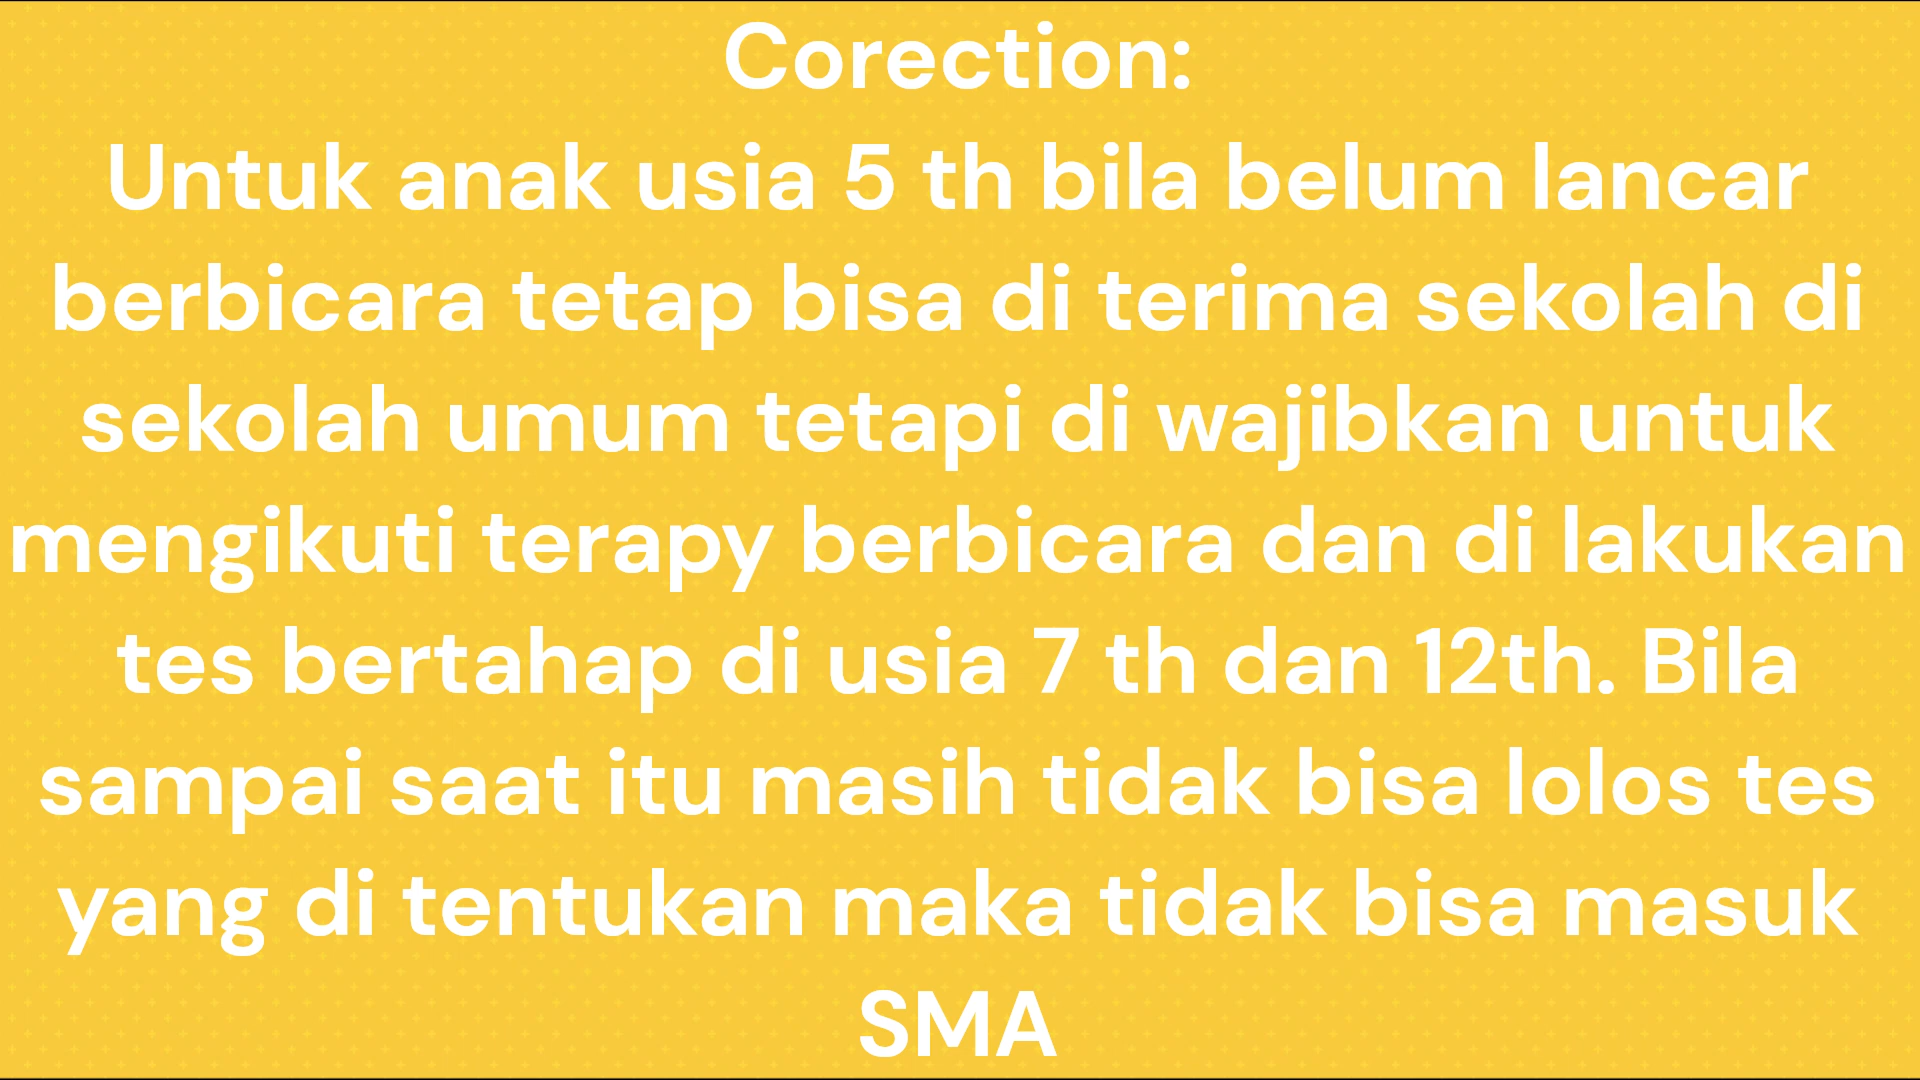 Corection:
Untuk anak usia 5 th bila belum lancar
berbicara tetap bisa di terima sekolah di
sekolah umum tetapi di wajibkan untuk
mengikuti terapy berbicara dan di lakukan
tes bertahap di usia 7 th dan 12th. Bila
sampai saat itu masih tidak bisa lolos tes
yang di tentukan maka tidak bisa masuk
SMA